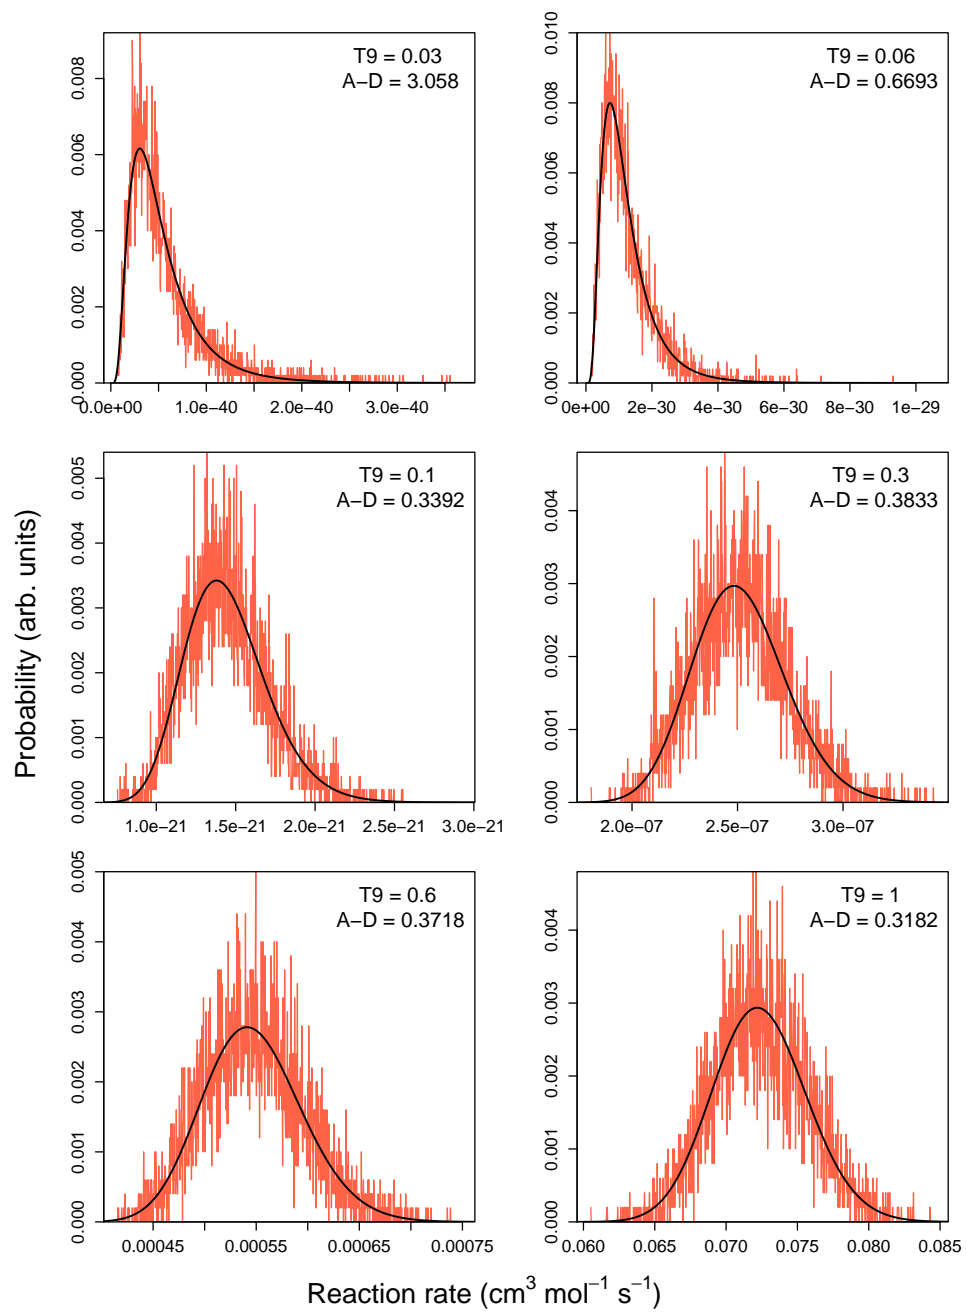 T9 = 0.03
A−D = 3.058
0.000
0.002
0.004
0.006
0.008
0.0e+00
1.0e−40
2.0e−40
3.0e−40
T9 = 0.06
A−D = 0.6693
0.000
0.002
0.004
0.006
0.008
0.010
0e+00
2e−30
4e−30
6e−30
8e−30
1e−29
T9 = 0.1
A−D = 0.3392
0.000
0.001
0.002
0.003
0.004
0.005
1.0e−21
1.5e−21
2.0e−21
2.5e−21
3.0e−21
T9 = 0.3
A−D = 0.3833
0.000
0.001
0.002
0.003
0.004
2.0e−07
2.5e−07
3.0e−07
T9 = 0.6
A−D = 0.3718
0.000
0.001
0.002
0.003
0.004
0.005
0.00045
0.00055
0.00065
0.00075
T9 = 1
A−D = 0.3182
0.000
0.001
0.002
0.003
0.004
0.060
0.065
0.070
0.075
0.080
0.085
Probability (arb. units)
Reaction rate (cm³ mol⁻¹ s⁻¹)